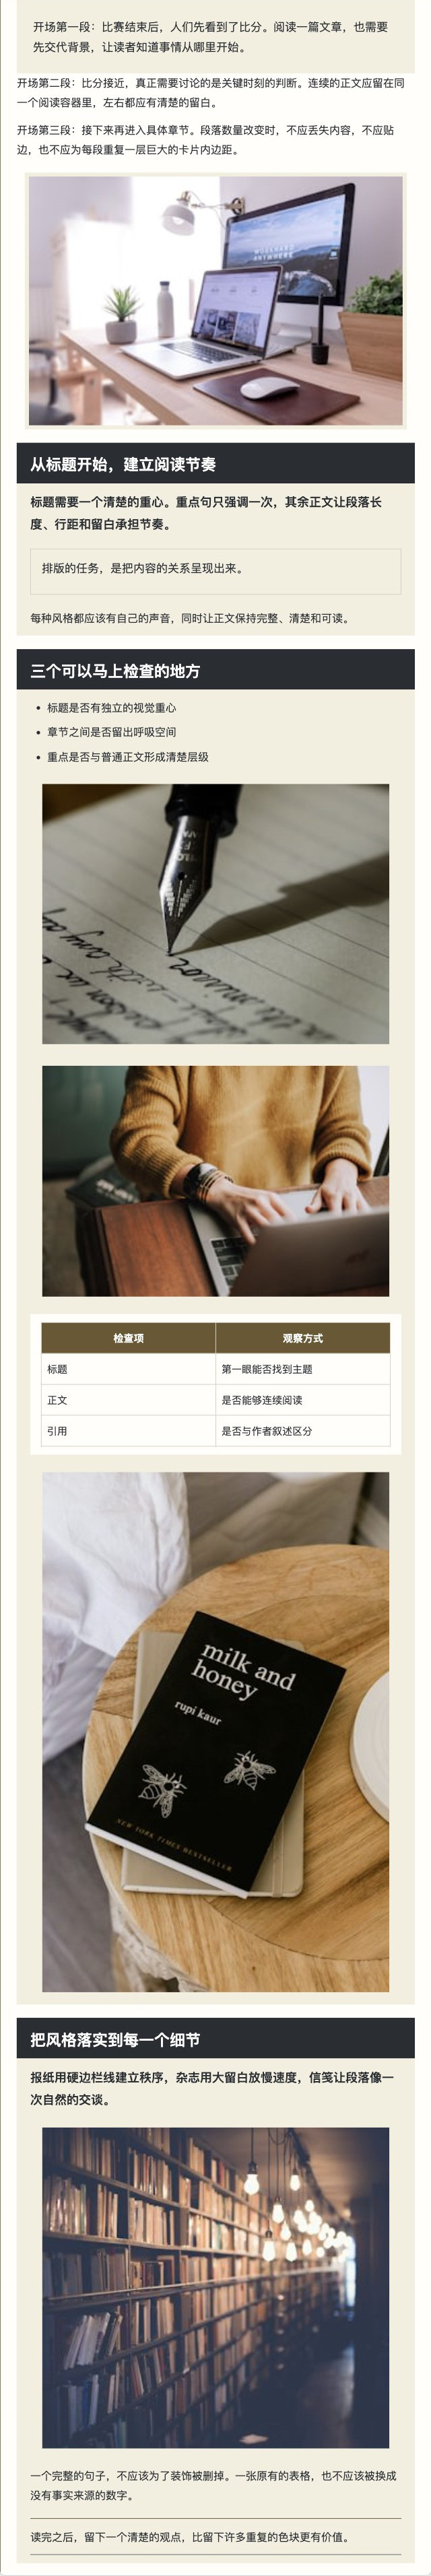 开场第一段：比赛结束后，人们先看到了比分。阅读一篇文章，也需要
先交代背景，让读者知道事情从哪里开始。
开场第二段：比分接近，真正需要讨论的是关键时刻的判断。连续的正文应留在同
一个阅读容器里，左右都应有清楚的留白。
开场第三段：接下来再进入具体章节。段落数量改变时，不应丢失内容，不应贴
边，也不应为每段重复一层巨大的卡片内边距。
从标题开始，建立阅读节奏
标题需要一个清楚的重心。重点句只强调一次，其余正文让段落长
度、行距和留白承担节奏。
排版的任务，是把内容的关系呈现出来。
每种风格都应该有自己的声音，同时让正文保持完整、清楚和可读。
三个可以马上检查的地方
• 标题是否有独立的视觉重心
• 章节之间是否留出呼吸空间
• 重点是否与普通正文形成清楚层级
检查项 观察方式
标题 第一眼能否找到主题
正文 是否能够连续阅读
引用 是否与作者叙述区分
milk and
honey
rupi kaur
NEW YORK TIMES BESTSELLER
把风格落实到每一个细节
报纸用硬边栏线建立秩序，杂志用大留白放慢速度，信笺让段落像一
次自然的交谈。
一个完整的句子，不应该为了装饰被删掉。一张原有的表格，也不应该被换成
没有事实来源的数字。
读完之后，留下一个清楚的观点，比留下许多重复的色块更有价值。